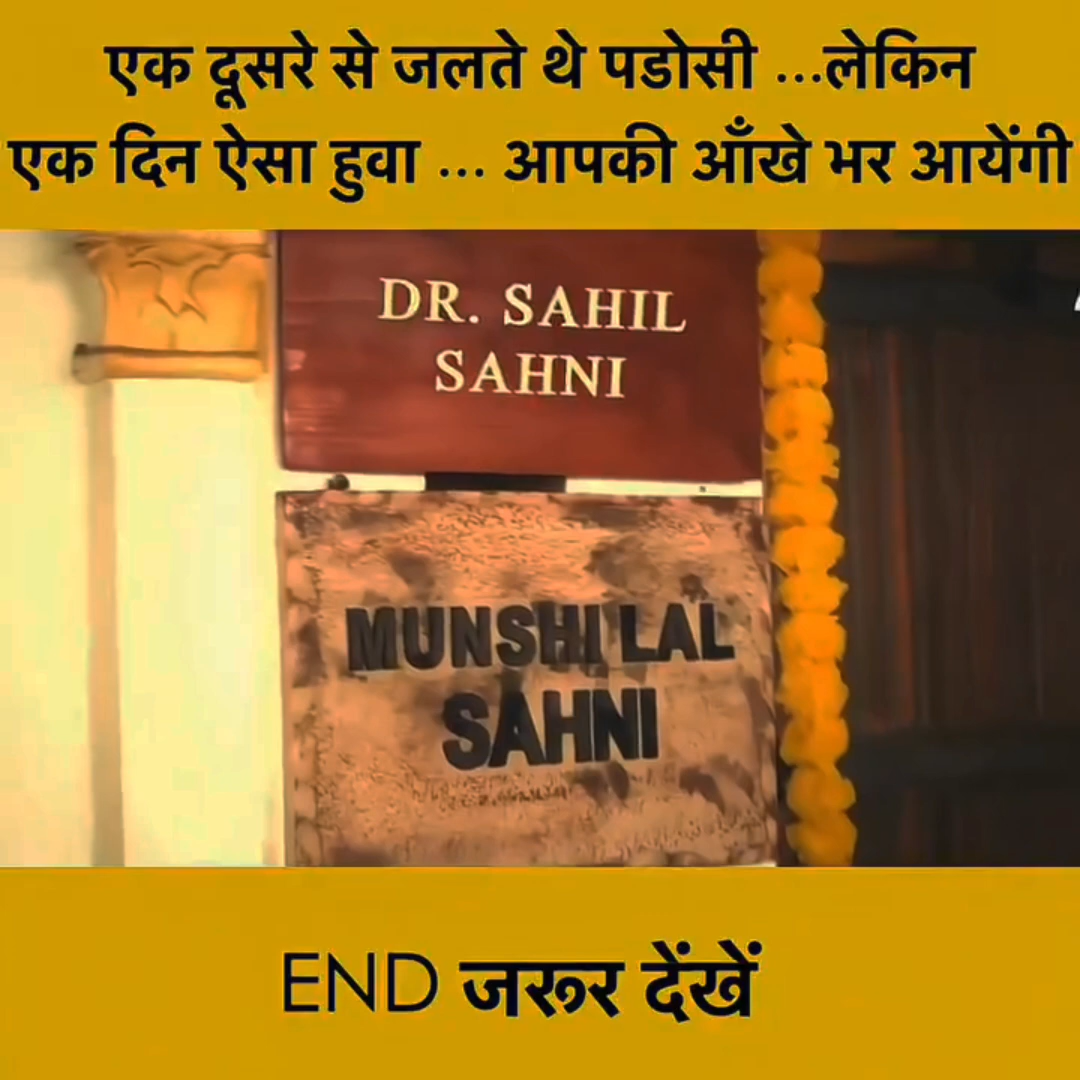 एक दूसरे से जलते थे पडोसी ...लेकिन
एक दिन ऐसा हुवा ... आपकी आँखे भर आयेंगी
DR. SAHIL
SAHNI
MUNSHI LAL
SAHNI
END जरूर देंखें